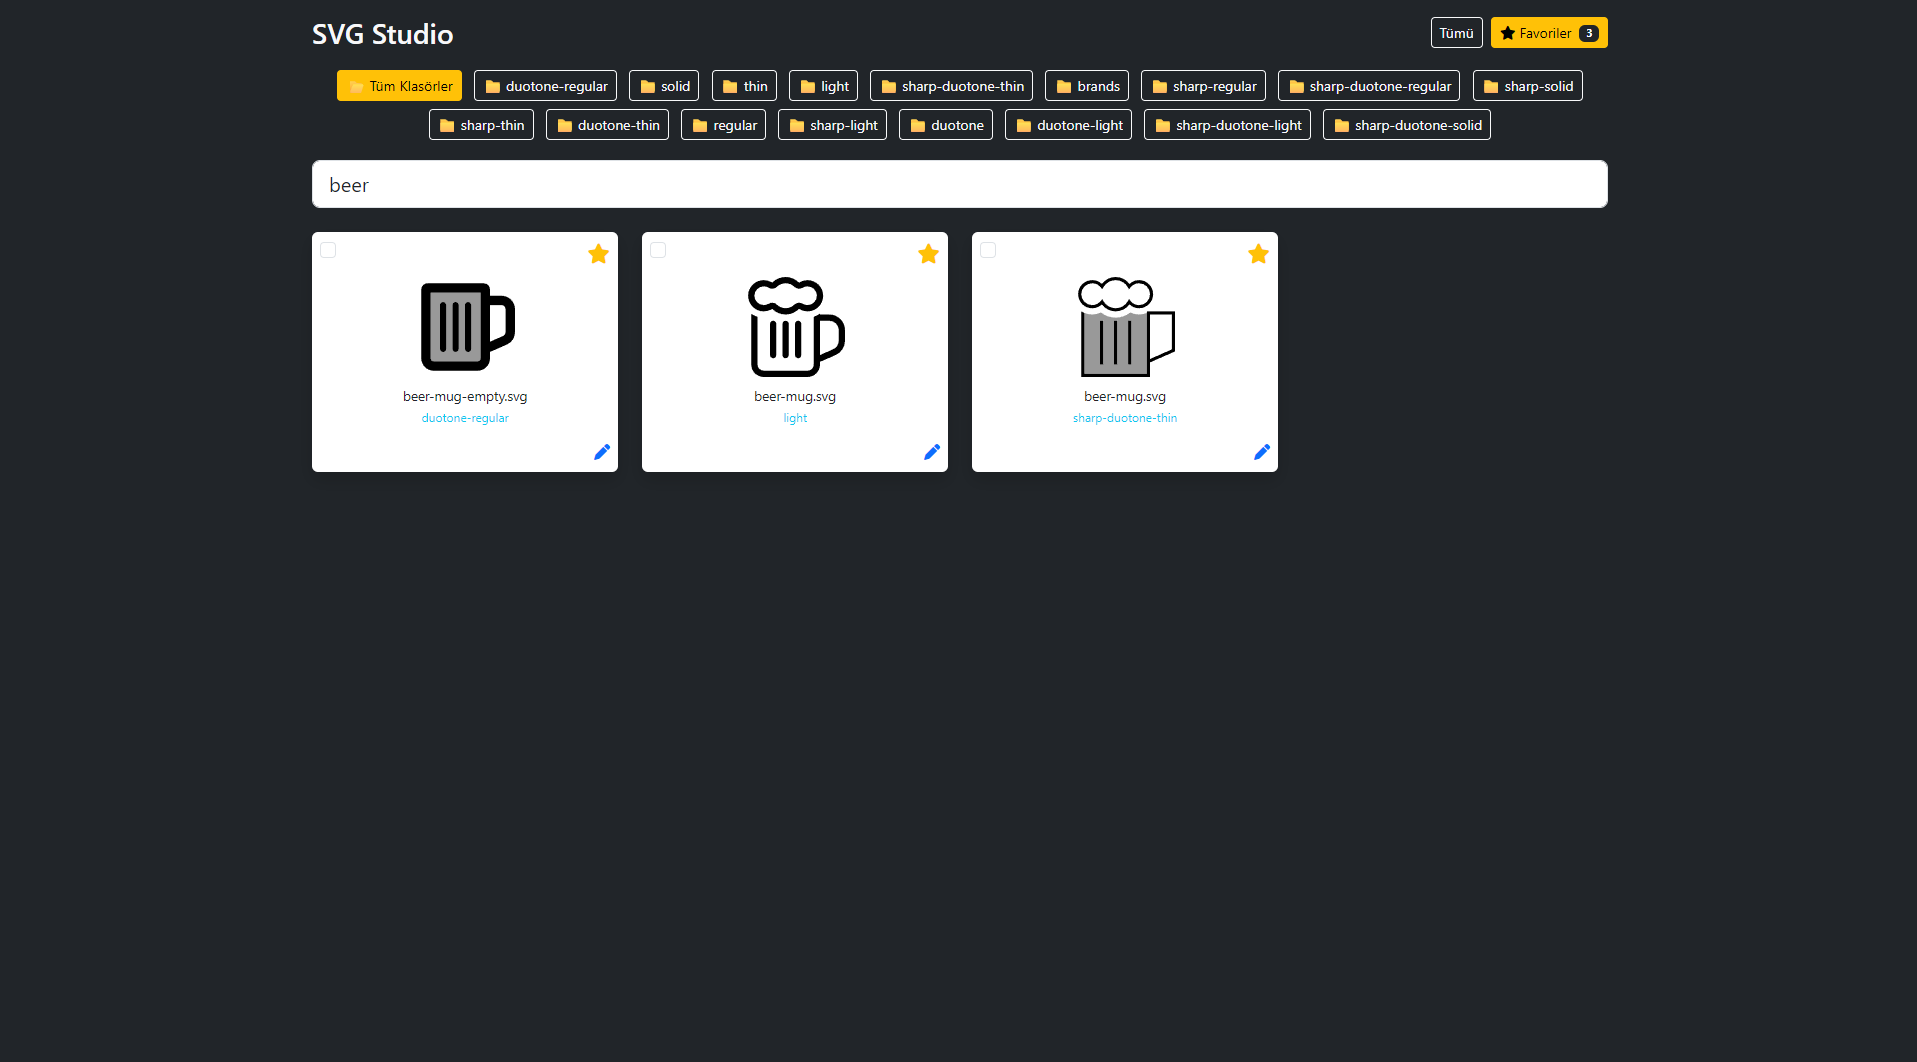 SVG Studio
Tümü
Favoriler 3
Tüm Klasörler duotone-regular solid thin light sharp-duotone-thin brands sharp-regular sharp-duotone-regular sharp-solid
sharp-thin duotone-thin regular sharp-light duotone duotone-light sharp-duotone-light sharp-duotone-solid
beer
beer-mug-empty.svg
duotone-regular
beer-mug.svg
light
beer-mug.svg
sharp-duotone-thin